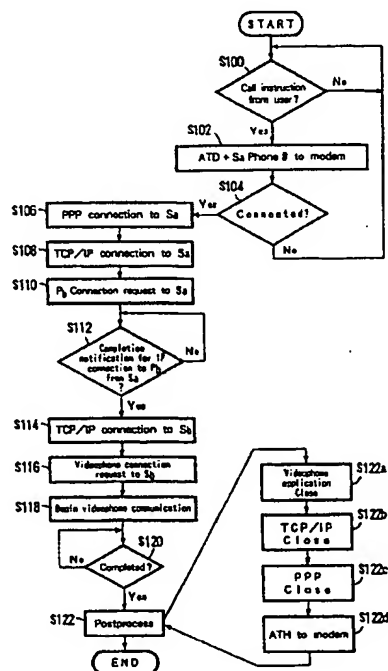 START
S100
Call instruction
from user?
No
Yes
S102
ATD + Sa Phone # to modem
S104
Connected?
Yes
No
S106
PPP connection to Sa
S108
TCP/IP connection to Sa
S110
Pb Connection request to Sa
S112
Completion
notification for IP
connection to Pb
from Sa
?
No
Yes
S114
TCP/IP connection to Sb
S116
Videophone connection
request to Sb
S118
Begin videophone communication
S120
Completed?
No
Yes
S122
Postprocess
END
S122a
Videophone
application
Close
S122b
TCP/IP
Close
S122c
PPP
Close
S122d
ATH to modem